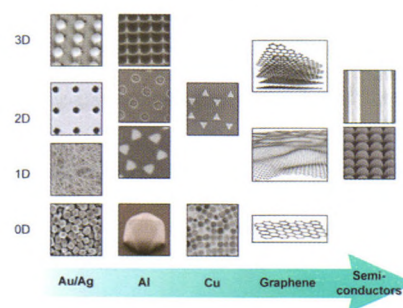 3D
2D
1D
0D
Au/Ag Al Cu Graphene Semi-
conductors